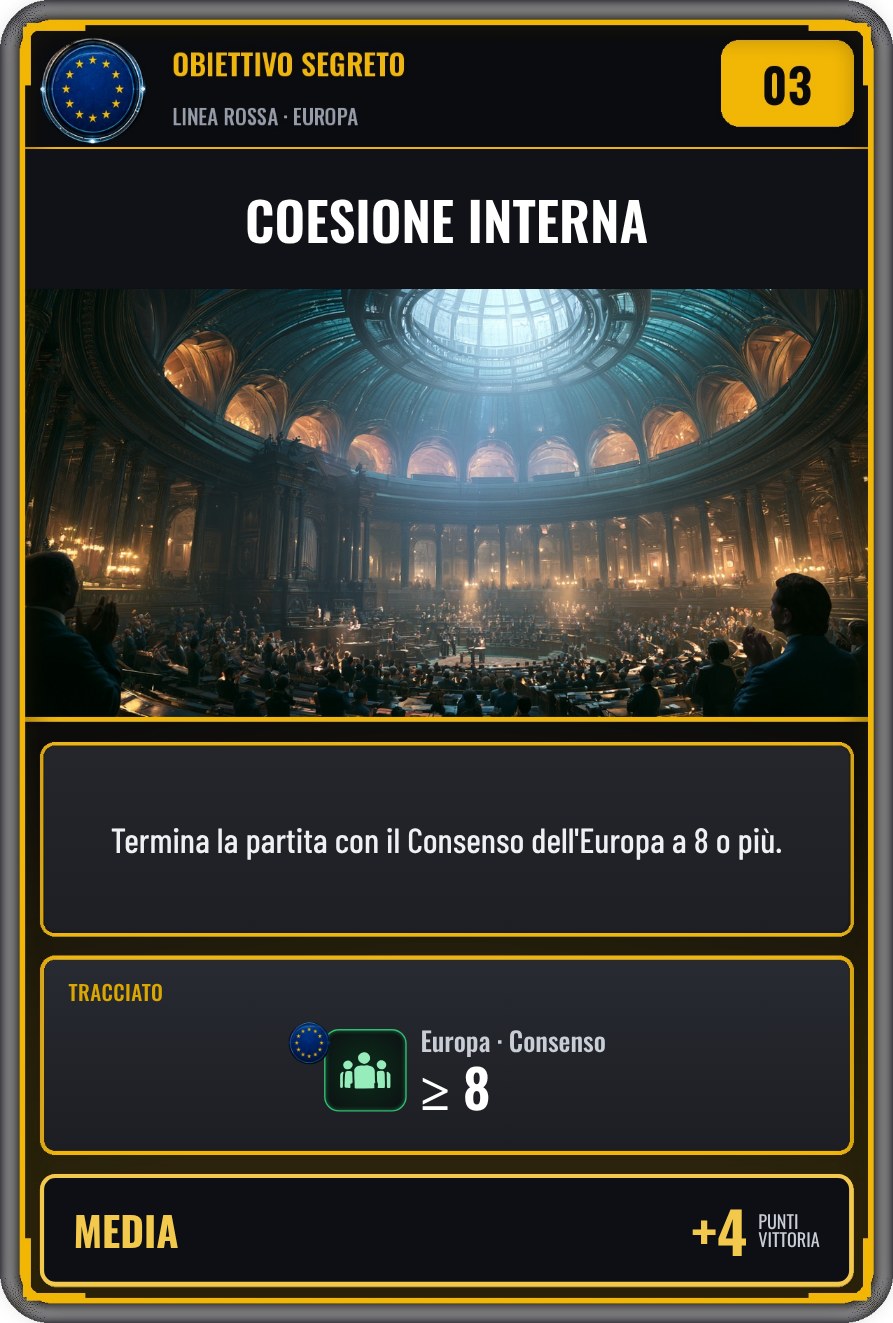 OBIETTIVO SEGRETO
LINEA ROSSA · EUROPA
03
COESIONE INTERNA
Termina la partita con il Consenso dell'Europa a 8 o più.
TRACCIATO
Europa · Consenso
≥ 8
MEDIA
+4 PUNTI
VITTORIA